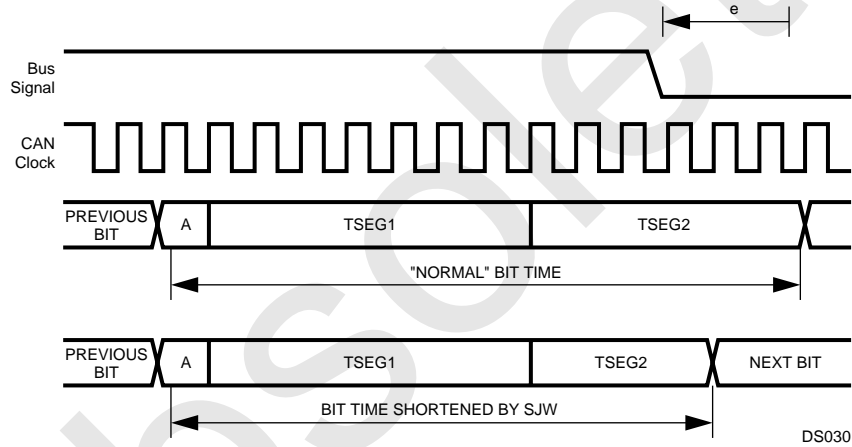 e
Bus
Signal
CAN
Clock
PREVIOUS
BIT
A
TSEG1
TSEG2
"NORMAL" BIT TIME
PREVIOUS
BIT
A
TSEG1
TSEG2
NEXT BIT
BIT TIME SHORTENED BY SJW
DS030